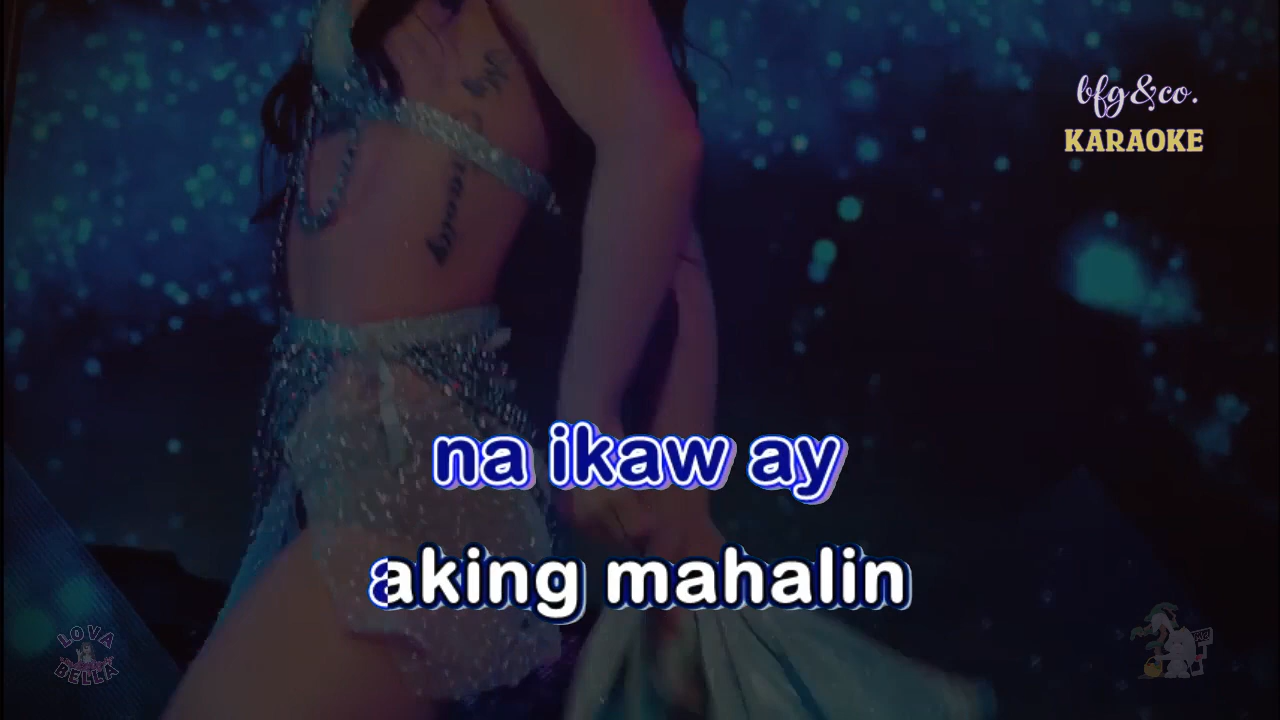 bfg&co.
KARAOKE
na ikaw ay
aking mahalin
LOVA
BELLA